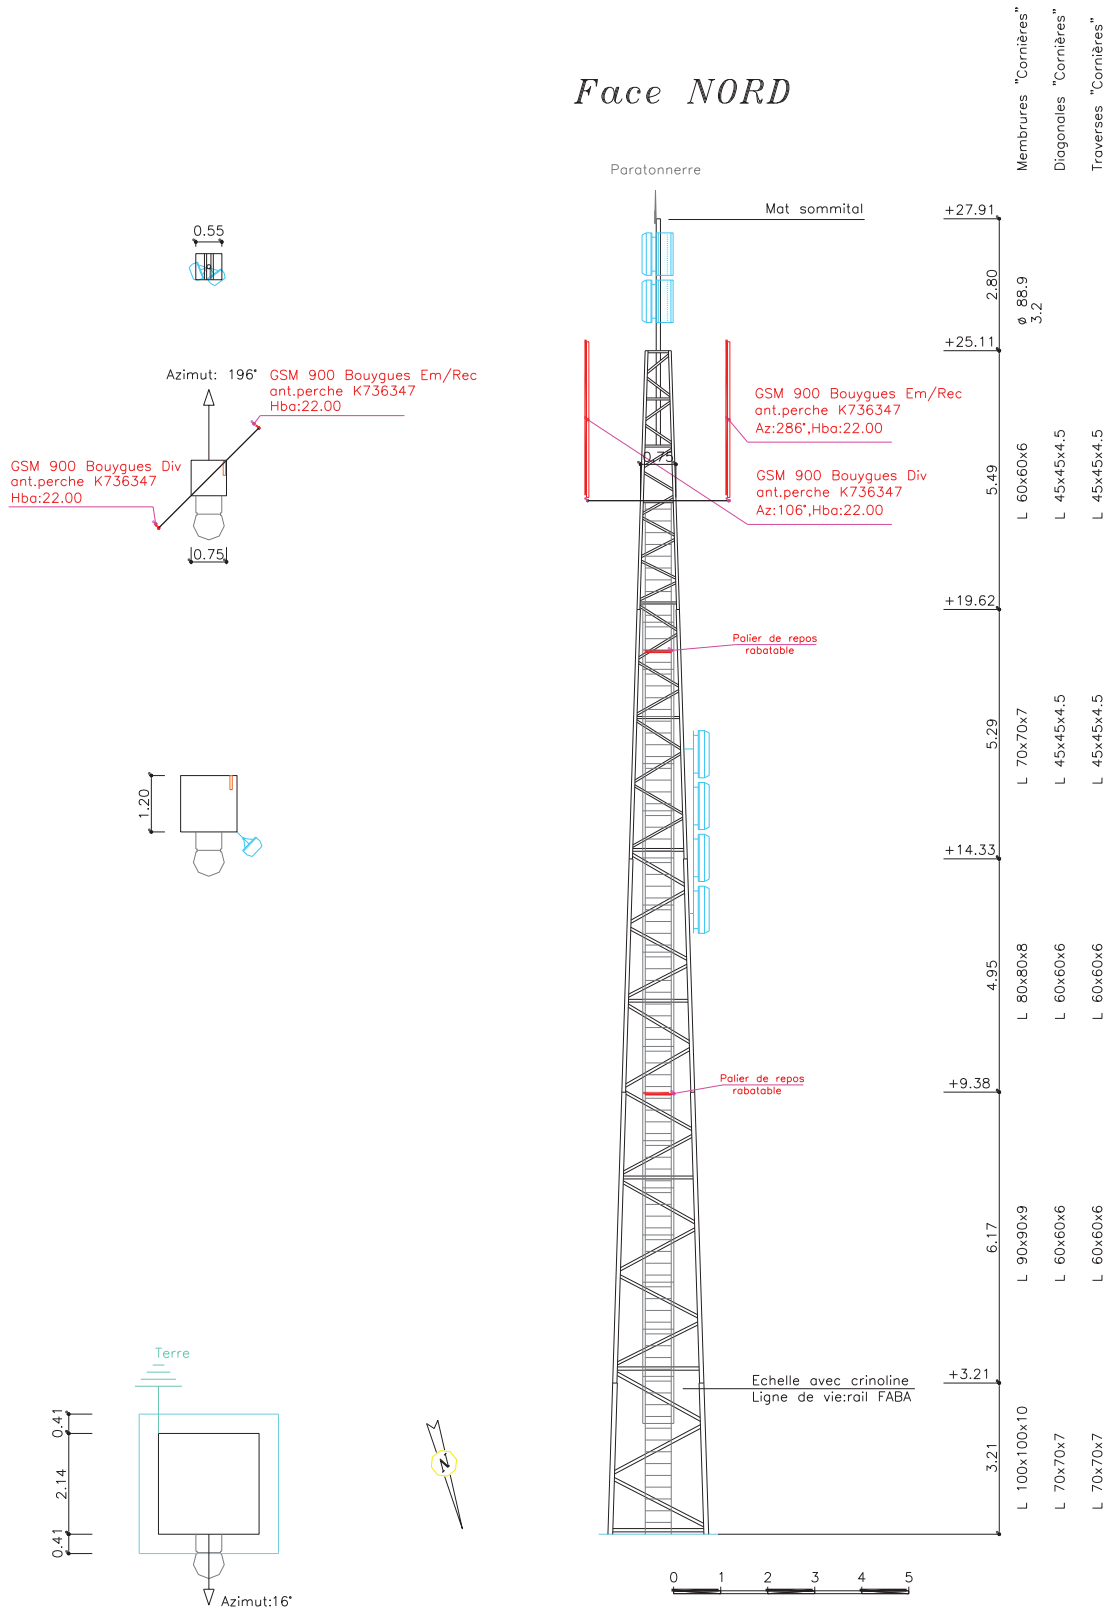 Face NORD
Membrures "Cornières"
Diagonales "Cornières"
Traverses "Cornières"
Paratonnerre
Mat sommital
+27.91
0.55
2.80
ø 88.9
3.2
+25.11
Azimut: 196°
GSM 900 Bouygues Em/Rec
ant.perche K736347
Hba:22.00
GSM 900 Bouygues Em/Rec
ant.perche K736347
Az:286°,Hba:22.00
GSM 900 Bouygues Div
ant.perche K736347
Hba:22.00
0.75
0.75
GSM 900 Bouygues Div
ant.perche K736347
Az:106°,Hba:22.00
5.49
L 60x60x6
L 45x45x4.5
L 45x45x4.5
+19.62
Palier de repos
rabatable
5.29
L 70x70x7
L 45x45x4.5
L 45x45x4.5
1.20
+14.33
4.95
L 80x80x8
L 60x60x6
L 60x60x6
+9.38
Palier de repos
rabatable
6.17
L 90x90x9
L 60x60x6
L 60x60x6
+3.21
Terre
Echelle avec crinoline
Ligne de vie:rail FABA
0.41
2.14
0.41
N
3.21
L 100x100x10
L 70x70x7
L 70x70x7
Azimut:16°
0 1 2 3 4 5